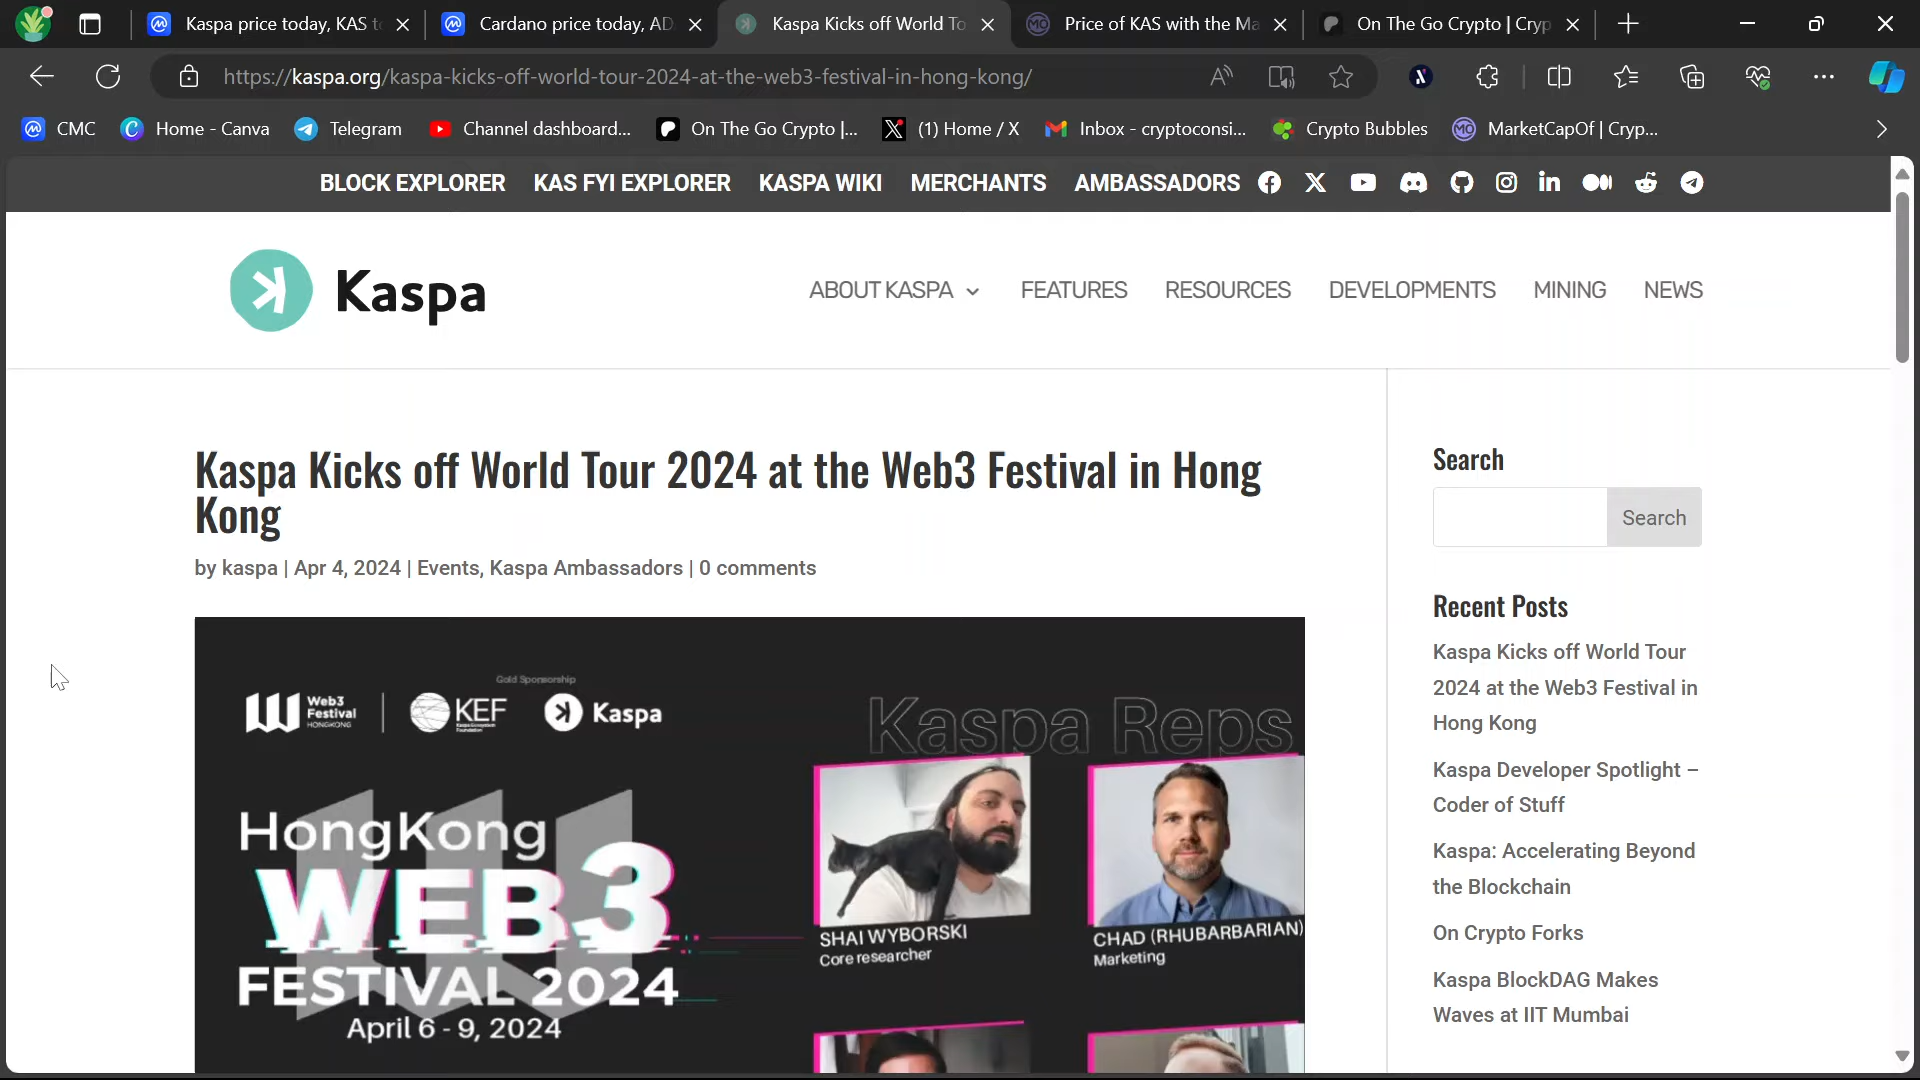 Kaspa price today, KAS t
Cardano price today, AD
Kaspa Kicks off World To
Price of KAS with the Ma
On The Go Crypto | Cryp
https://kaspa.org/kaspa-kicks-off-world-tour-2024-at-the-web3-festival-in-hong-kong/
CMC
Home - Canva
Telegram
Channel dashboard...
On The Go Crypto |...
(1) Home / X
Inbox - cryptoconsi...
Crypto Bubbles
MarketCapOf | Cryp...
BLOCK EXPLORER
KAS FYI EXPLORER
KASPA WIKI
MERCHANTS
AMBASSADORS
Kaspa
ABOUT KASPA
FEATURES
RESOURCES
DEVELOPMENTS
MINING
NEWS
Kaspa Kicks off World Tour 2024 at the Web3 Festival in Hong
Kong
by kaspa | Apr 4, 2024 | Events, Kaspa Ambassadors | 0 comments
Gold Sponsorship
Web3
Festival
HONGKONG
KEF
Kaspa
Kaspa Reps
HongKong
WEB3
FESTIVAL 2024
April 6 - 9, 2024
SHAI WYBORSKI
Core researcher
CHAD (RHUBARBARIAN)
Marketing
Search
Search
Recent Posts
Kaspa Kicks off World Tour
2024 at the Web3 Festival in
Hong Kong
Kaspa Developer Spotlight –
Coder of Stuff
Kaspa: Accelerating Beyond
the Blockchain
On Crypto Forks
Kaspa BlockDAG Makes
Waves at IIT Mumbai